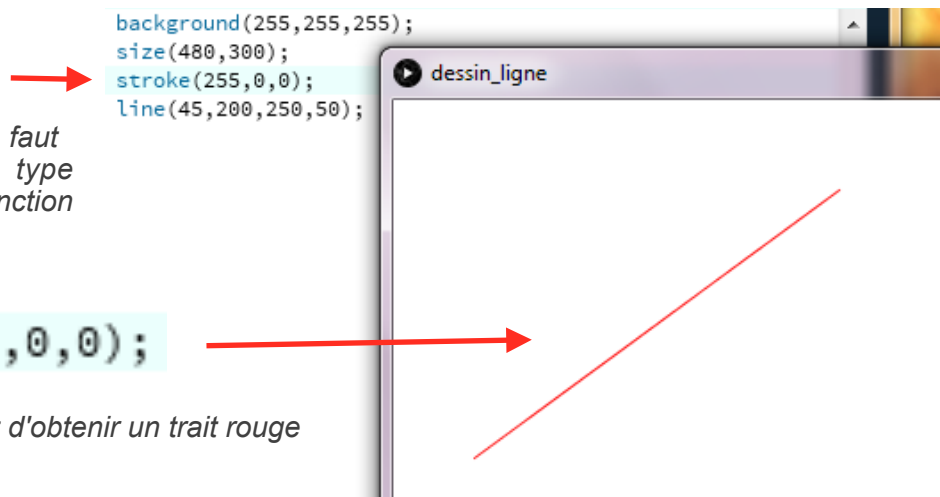 background(255,255,255);
size(480,300);
stroke(255,0,0);
line(45,200,250,50);
dessin_ligne
faut
type
nction
,0,0);
d'obtenir un trait rouge